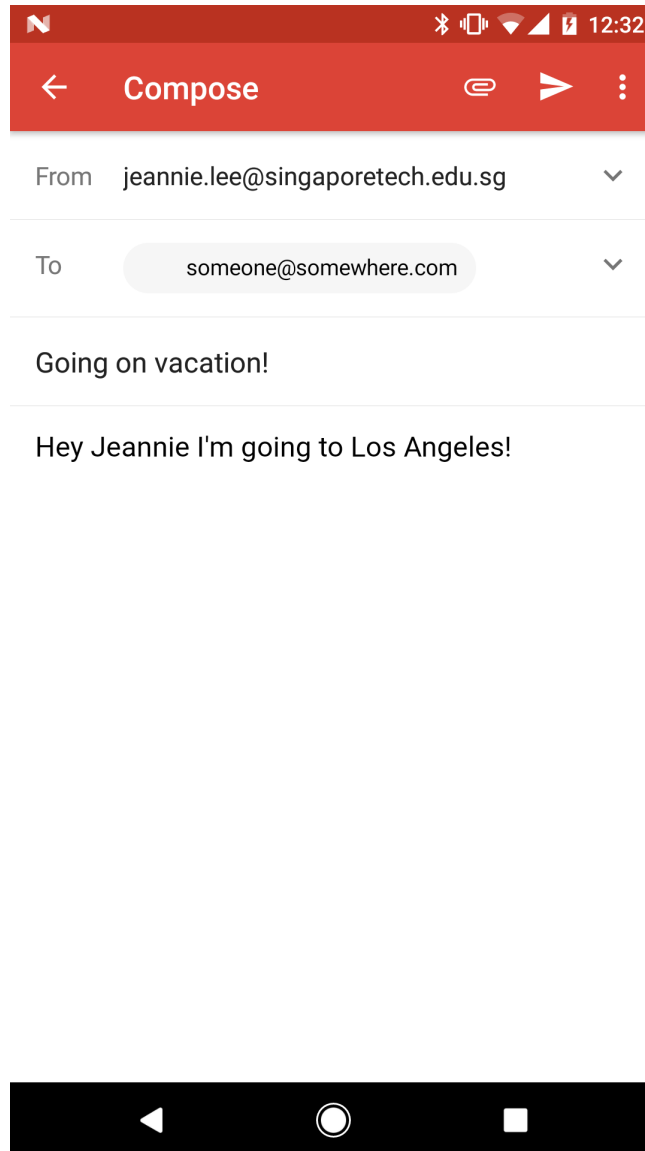 12:32
Compose
From jeannie.lee@singaporetech.edu.sg
To someone@somewhere.com
Going on vacation!
Hey Jeannie I'm going to Los Angeles!